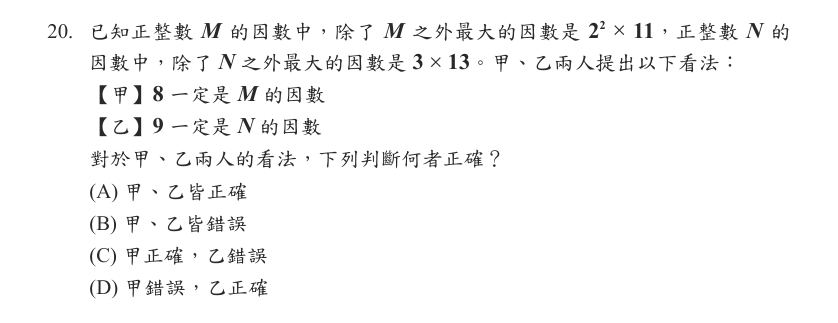 20. 已知正整數 M 的因數中，除了 M 之外最大的因數是 2² × 11，正整數 N 的
因數中，除了 N 之外最大的因數是 3 × 13。甲、乙兩人提出以下看法：
【甲】8 一定是 M 的因數
【乙】9 一定是 N 的因數
對於甲、乙兩人的看法，下列判斷何者正確？
(A) 甲、乙皆正確
(B) 甲、乙皆錯誤
(C) 甲正確，乙錯誤
(D) 甲錯誤，乙正確